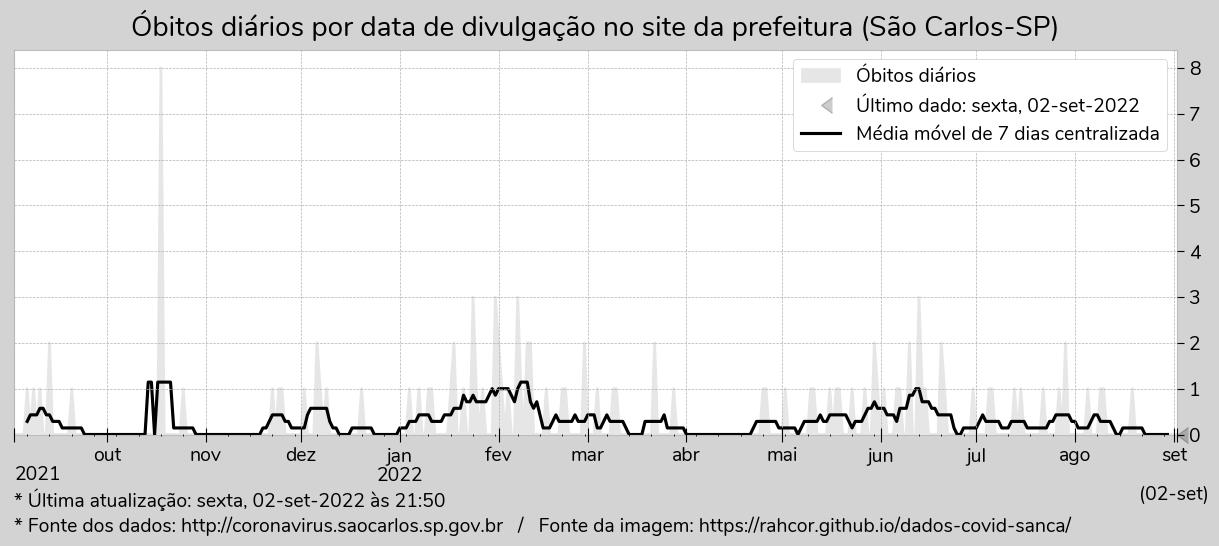 Óbitos diários por data de divulgação no site da prefeitura (São Carlos-SP)
Óbitos diários
Último dado: sexta, 02-set-2022
Média móvel de 7 dias centralizada
8
7
6
5
4
3
2
1
0
out nov dez jan fev mar abr mai jun jul ago set
2021 2022
(02-set)
* Última atualização: sexta, 02-set-2022 às 21:50
* Fonte dos dados: http://coronavirus.saocarlos.sp.gov.br / Fonte da imagem: https://rahcor.github.io/dados-covid-sanca/